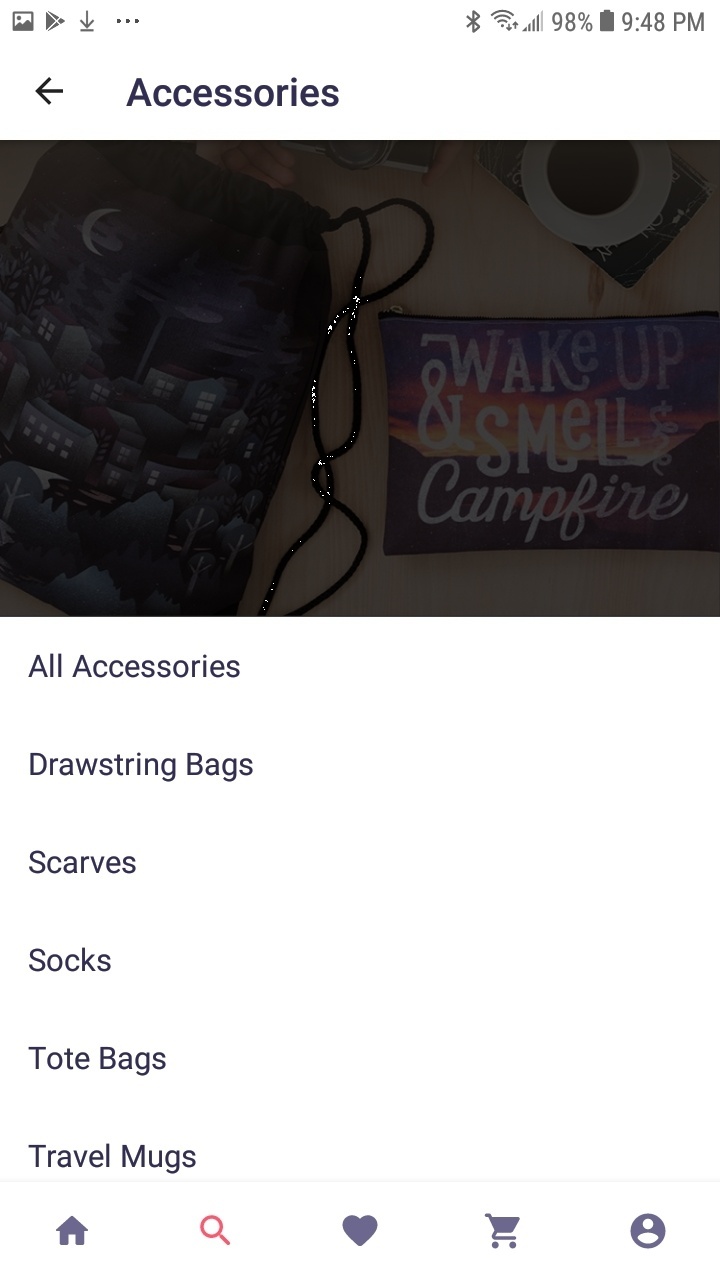 98% 9:48 PM
Accessories
WAKE UP
& SMELL the
Campfire
All Accessories
Drawstring Bags
Scarves
Socks
Tote Bags
Travel Mugs